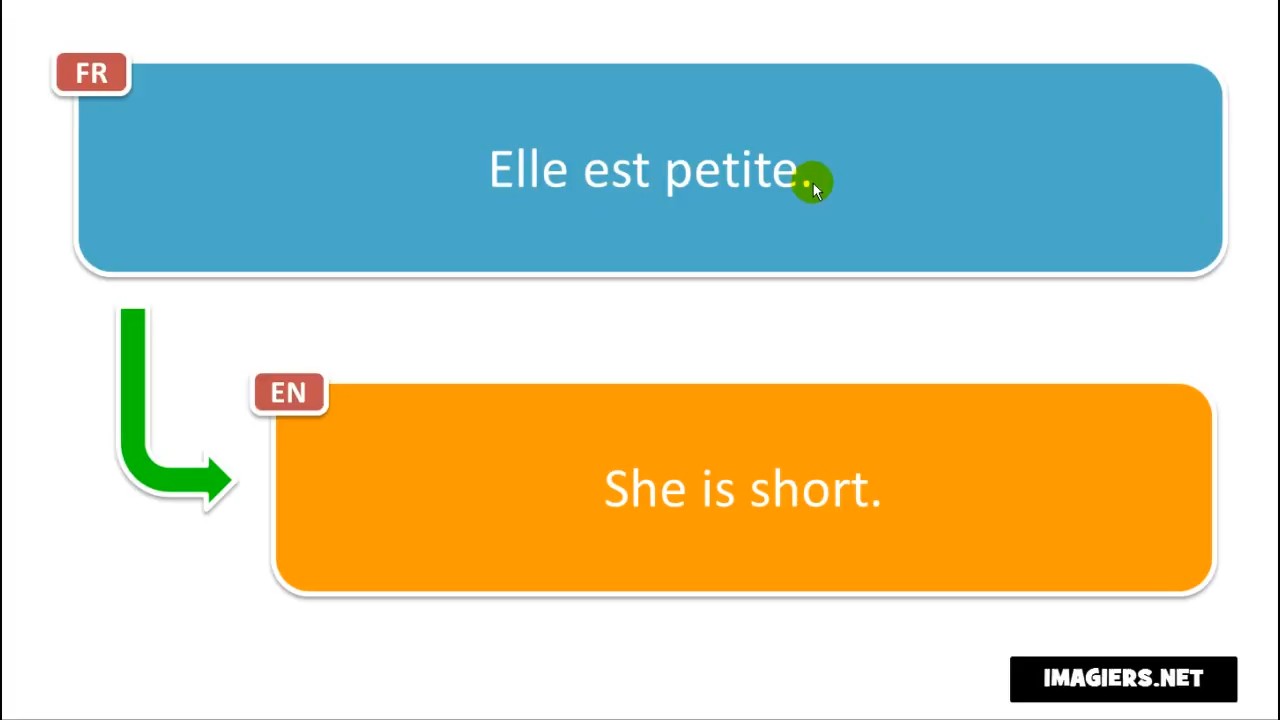 FR
Elle est petite.
EN
She is short.
IMAGIERS.NET